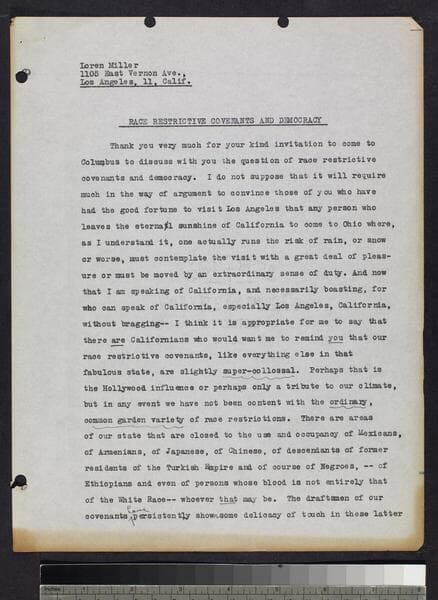 Loren Miller
1105 East Vernon Ave.,
Los Angeles, 11, Calif.
RACE RESTRICTIVE COVENANTS AND DEMOCRACY
Thank you very much for your kind invitation to come to
Columbus to discuss with you the question of race restrictive
covenants and democracy. I do not suppose that it will require
much in the way of argument to convince those of you who have
had the good fortune to visit Los Angeles that any person who
leaves the eternal sunshine of California to come to Ohio where,
as I understand it, one actually runs the risk of rain, or snow
or worse, must contemplate the visit with a great deal of pleas-
ure or must be moved by an extraordinary sense of duty. And now
that I am speaking of California, and necessarily boasting, for
who can speak of California, especially Los Angeles, California,
without bragging-- I think it is appropriate for me to say that
there are Californians who would want me to remind you that our
race restrictive covenants, like everything else in that
fabulous state, are slightly super-collossal. Perhaps that is
the Hollywood influence or perhaps only a tribute to our climate,
but in any event we have not been content with the ordinary,
common garden variety of race restrictions. There are areas
of our state that are closed to the use and occupancy of Mexicans,
of Armenians, of Japanese, of Chinese, of descendants of former
residents of the Turkish Empire and of course of Negroes, -- of
Ethiopians and even of persons whose blood is not entirely that
of the White Race-- whoever that may be. The draftsmen of our
covenants have persistently shown some delicacy of touch in these latter
inches 1 2 3 4 5 6 7 8